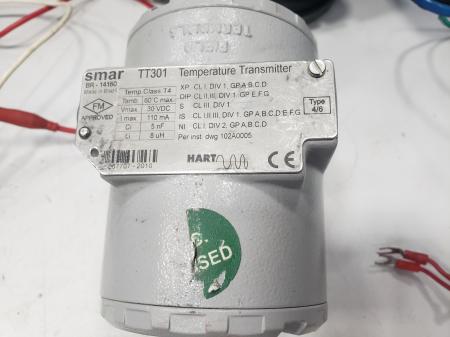 FIELD
TERMINALS
smar
TT301 Temperature Transmitter
BR - 14160
Made in Brazil
FM
APPROVED
Temp.Class T4
Tamb 60°C max.
Vmax 30 VDC
I max 110 mA
Ci 5 nF
Li 8 uH
XP CL I, DIV 1, GP.A,B,C,D
DIP CL II,III, DIV 1, GP E,F,G
S CL III, DIV 1
IS CL I,II,III, DIV 1, GP A,B,C,D,E,F,G
NI CL I, DIV 2, GP A,B,C,D
Per inst. dwg 102A0005.
Type
4/6
HART
CE